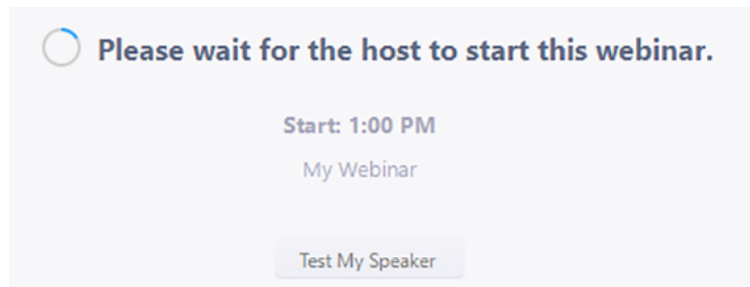 Please wait for the host to start this webinar.
Start: 1:00 PM
My Webinar
Test My Speaker